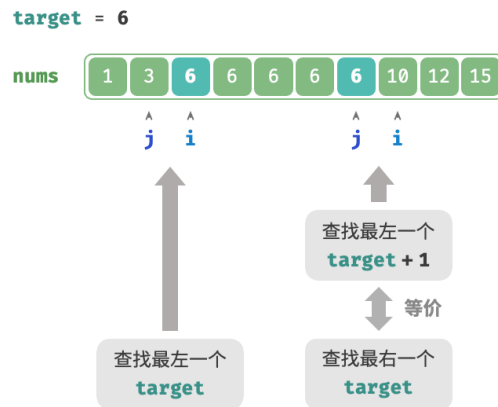 target = 6
nums 1 3 6 6 6 6 6 10 12 15
j i j i
查找最左一个
target + 1
等价
查找最左一个
target
查找最右一个
target